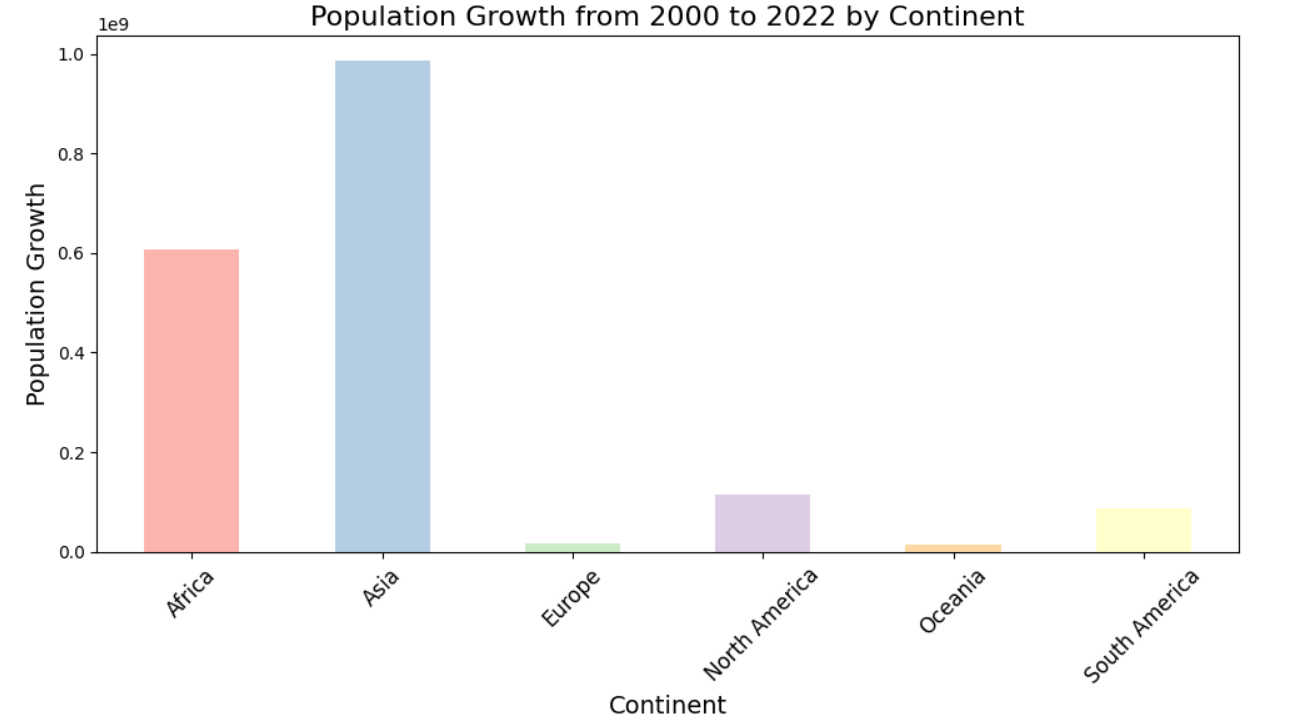 Population Growth from 2000 to 2022 by Continent
1e9
1.0
0.8
0.6
0.4
0.2
0.0
Population Growth
Africa
Asia
Europe
North America
Oceania
South America
Continent